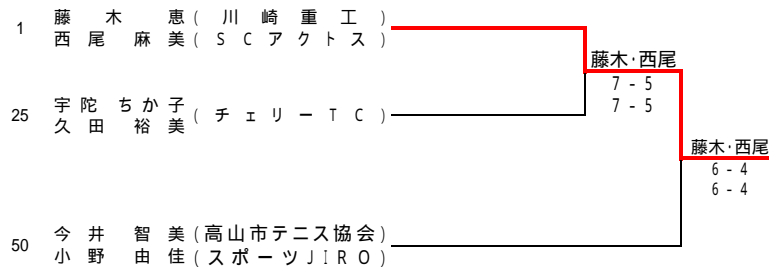 1 藤木 恵(川崎重工)
西尾 麻美(SCアクトス)
藤木·西尾
7 - 5
7 - 5
25 宇陀 ちか子(チェリーTC)
久田 裕美
藤木·西尾
6 - 4
6 - 4
50 今井 智美(高山市テニス協会)
小野 由佳(スポーツJIRO)